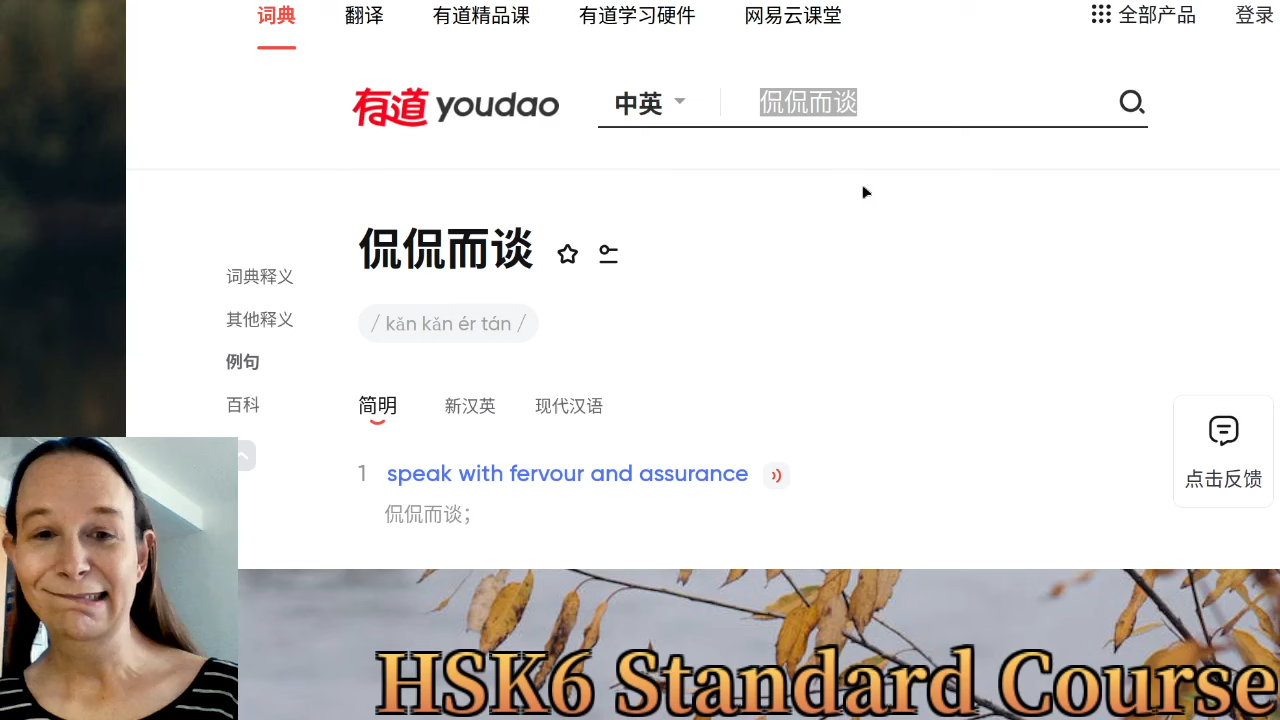 词典 翻译 有道精品课 有道学习硬件 网易云课堂 全部产品 登录
有道 youdao 中英 侃侃而谈
侃侃而谈
词典释义
/ kǎn kǎn ér tán /
其他释义
例句
百科
简明 新汉英 现代汉语
1 speak with fervour and assurance
侃侃而谈；
点击反馈
HSK6 Standard Course